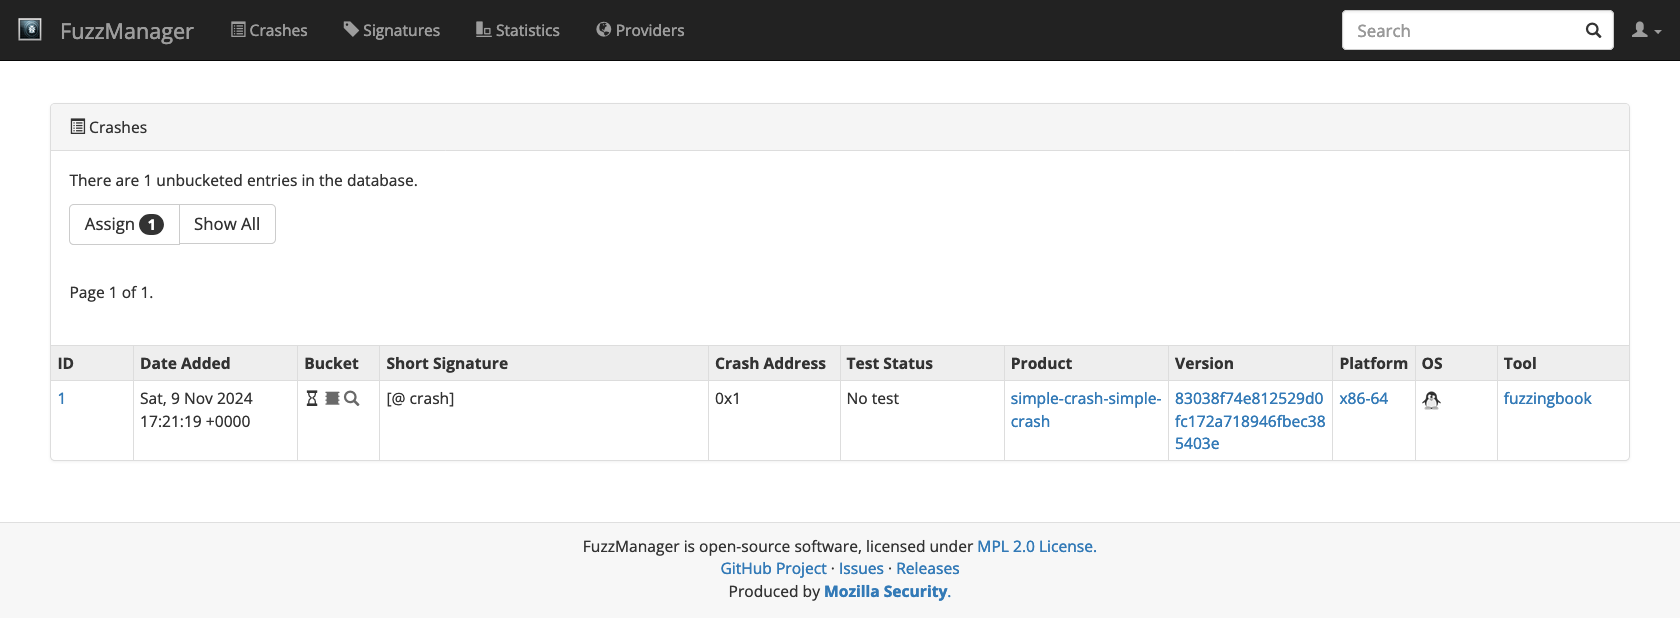 FuzzManager Crashes Signatures Statistics Providers Search
Crashes
There are 1 unbucketed entries in the database.
Assign 1 Show All
Page 1 of 1.
ID Date Added Bucket Short Signature Crash Address Test Status Product Version Platform OS Tool
1 Sat, 9 Nov 2024 [@ crash] 0x1 No test simple-crash-simple- 83038f74e812529d0 x86-64 fuzzingbook
17:21:19 +0000 crash fc172a718946fbec38
5403e
FuzzManager is open-source software, licensed under MPL 2.0 License.
GitHub Project · Issues · Releases
Produced by Mozilla Security.